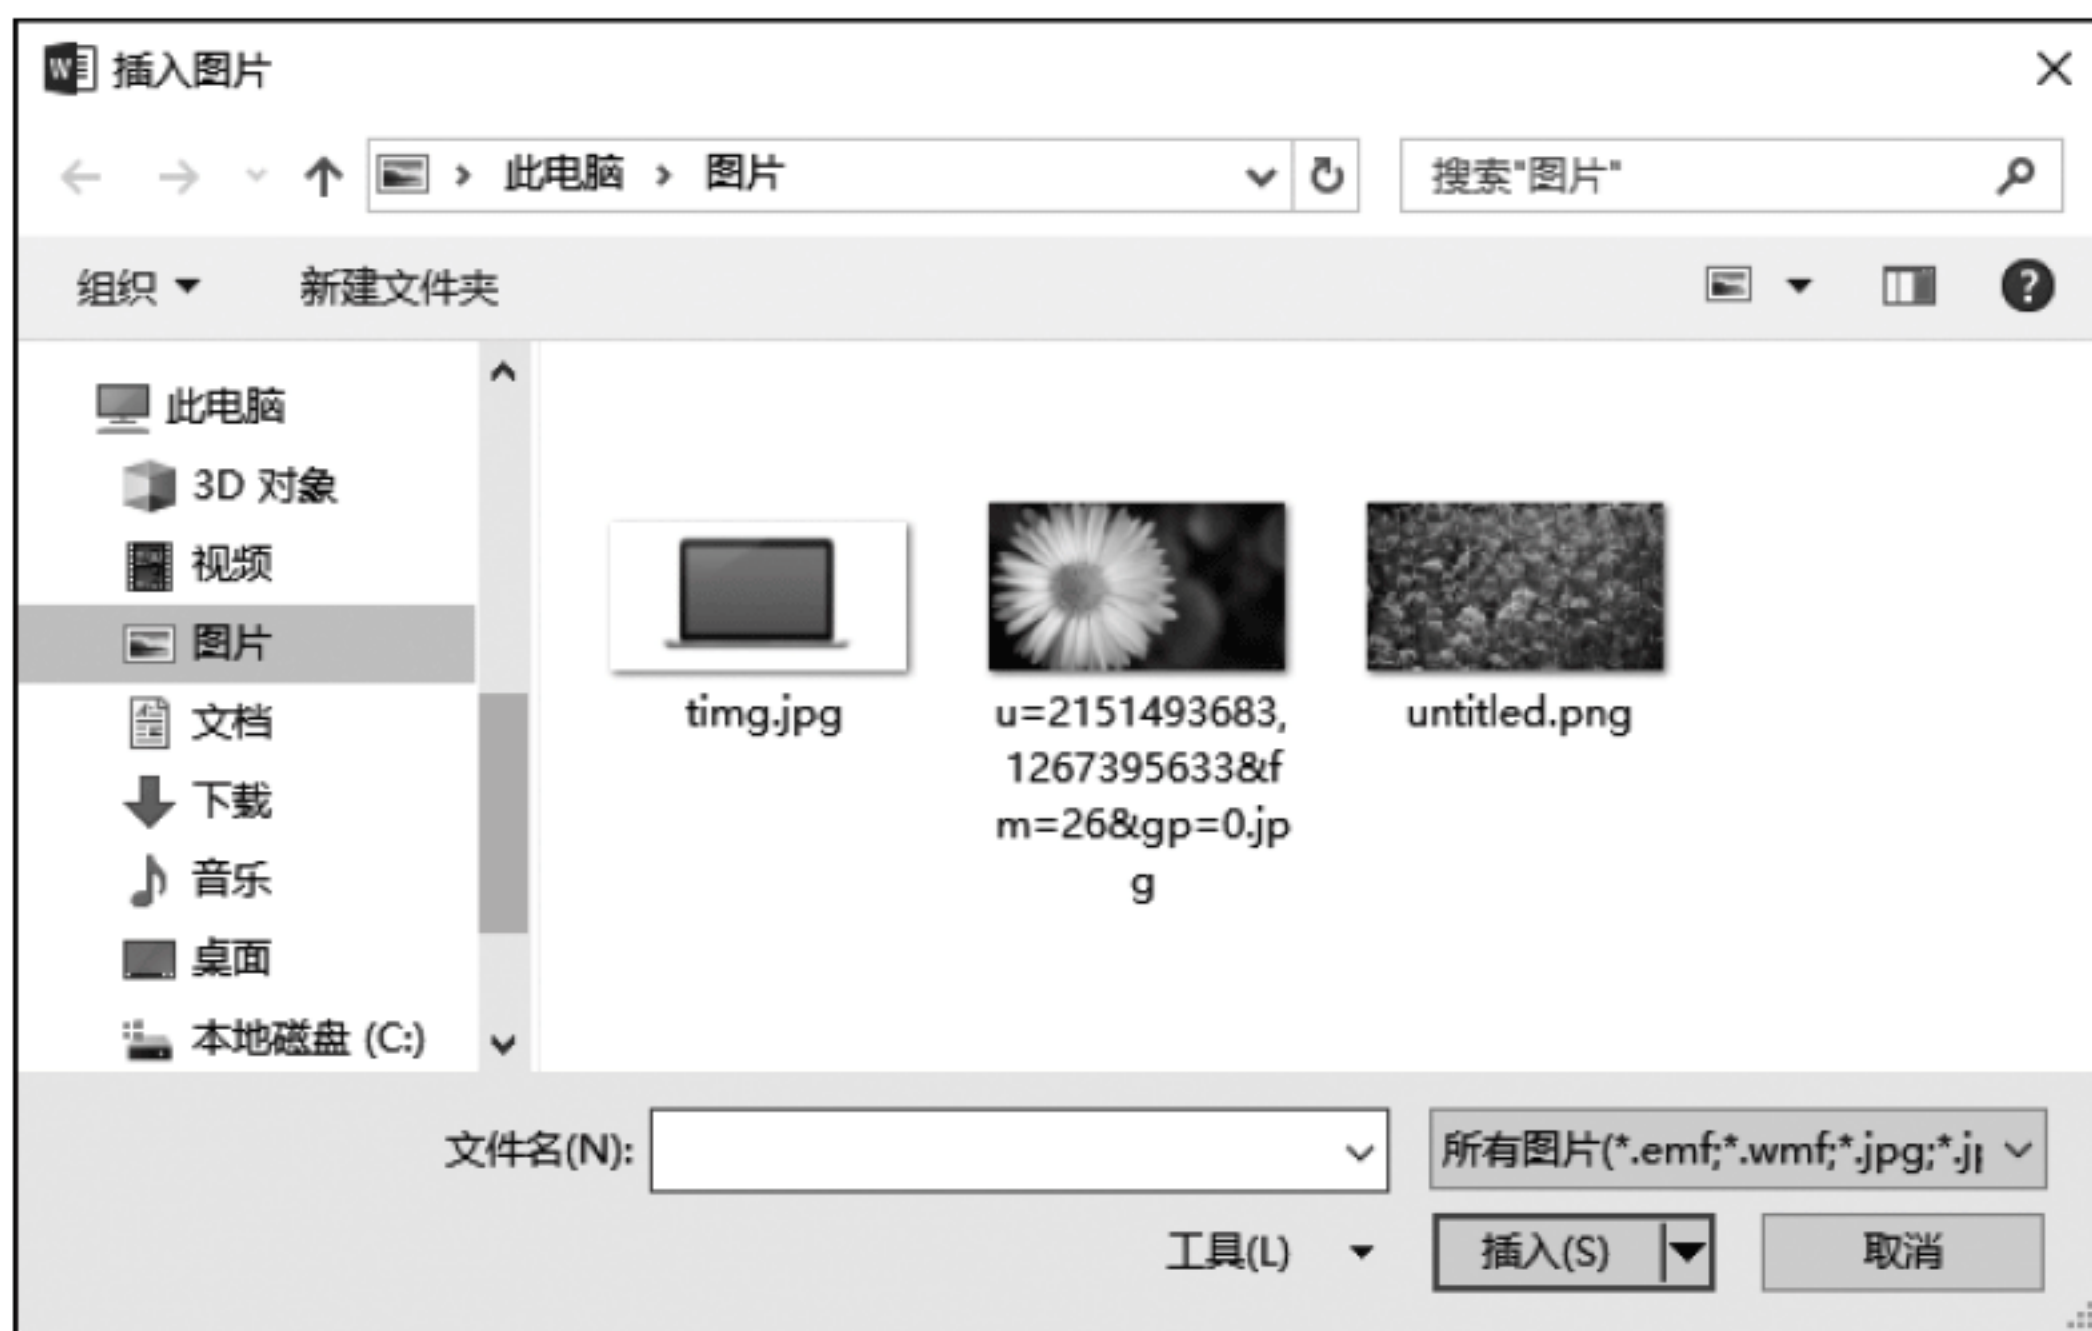 插入图片
此电脑 图片
搜索"图片"
组织 新建文件夹
此电脑
3D 对象
视频
图片
文档
下载
音乐
桌面
本地磁盘 (C:)
timg.jpg
u=2151493683,
1267395633&f
m=26&gp=0.jp
g
untitled.png
文件名(N):
所有图片(*.emf;*.wmf;*.jpg;*.j
工具(L) 插入(S) 取消